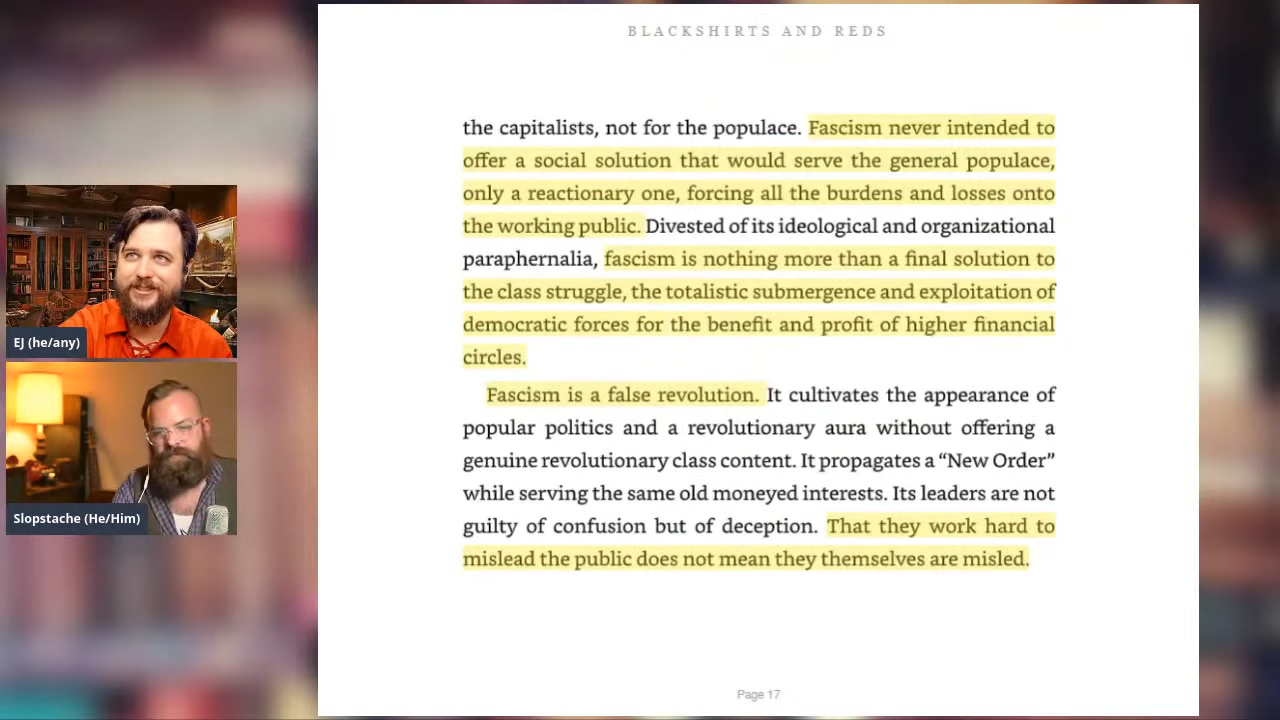 BLACKSHIRTS AND REDS
the capitalists, not for the populace. Fascism never intended to
offer a social solution that would serve the general populace,
only a reactionary one, forcing all the burdens and losses onto
the working public. Divested of its ideological and organizational
paraphernalia, fascism is nothing more than a final solution to
the class struggle, the totalistic submergence and exploitation of
democratic forces for the benefit and profit of higher financial
circles.
Fascism is a false revolution. It cultivates the appearance of
popular politics and a revolutionary aura without offering a
genuine revolutionary class content. It propagates a “New Order”
while serving the same old moneyed interests. Its leaders are not
guilty of confusion but of deception. That they work hard to
mislead the public does not mean they themselves are misled.
Page 17
EJ (he/any)
Slopstache (He/Him)